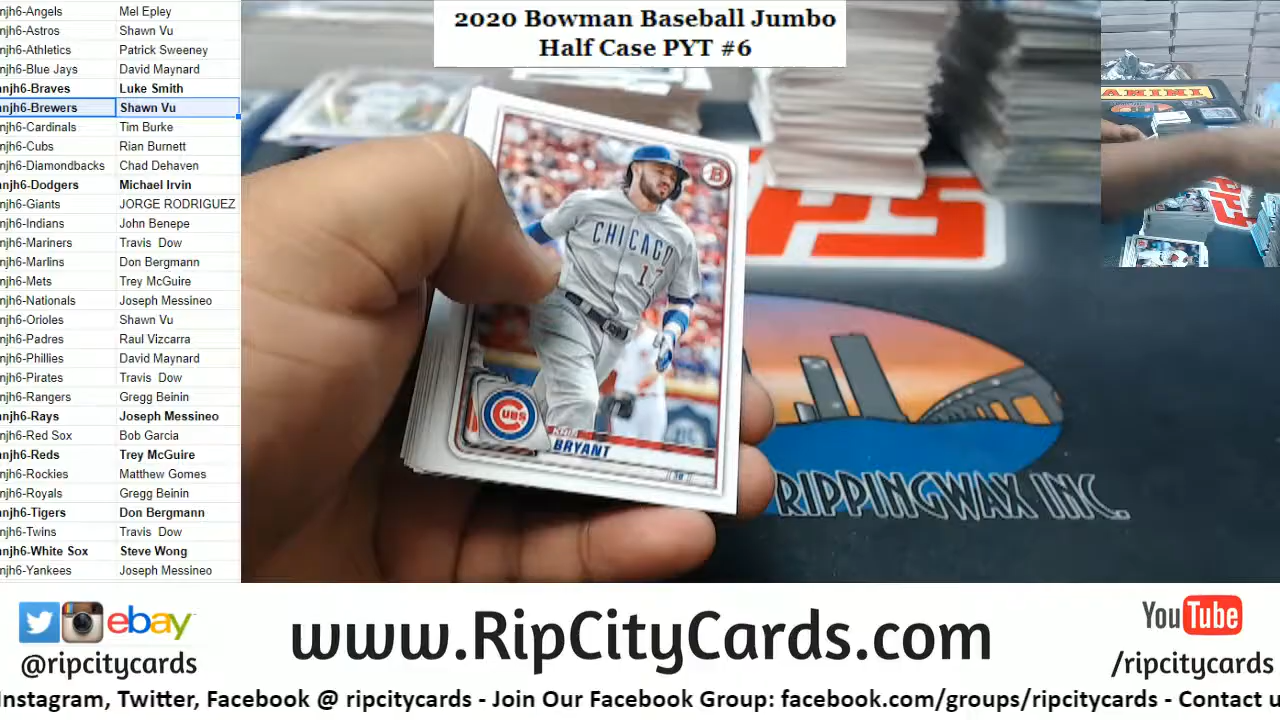 2020 Bowman Baseball Jumbo
Half Case PYT #6
njh6-Angels Mel Epley
njh6-Astros Shawn Vu
njh6-Athletics Patrick Sweeney
njh6-Blue Jays David Maynard
njh6-Braves Luke Smith
njh6-Brewers Shawn Vu
njh6-Cardinals Tim Burke
njh6-Cubs Rian Burnett
njh6-Diamondbacks Chad Dehaven
njh6-Dodgers Michael Irvin
njh6-Giants JORGE RODRIGUEZ
njh6-Indians John Benepe
njh6-Mariners Travis Dow
njh6-Marlins Don Bergmann
njh6-Mets Trey McGuire
njh6-Nationals Joseph Messineo
njh6-Orioles Shawn Vu
njh6-Padres Raul Vizcarra
njh6-Phillies David Maynard
njh6-Pirates Travis Dow
njh6-Rangers Gregg Beinin
njh6-Rays Joseph Messineo
njh6-Red Sox Bob Garcia
njh6-Reds Trey McGuire
njh6-Rockies Matthew Gomes
njh6-Royals Gregg Beinin
njh6-Tigers Don Bergmann
njh6-Twins Travis Dow
njh6-White Sox Steve Wong
njh6-Yankees Joseph Messineo
B
CHICAGO
17
CUBS
KRIS
BRYANT
3B
PS
RIPPINGWAX INC.
PANINI
PS
ebay
@ripcitycards
www.RipCityCards.com
YouTube
/ripcitycards
Instagram, Twitter, Facebook @ ripcitycards - Join Our Facebook Group: facebook.com/groups/ripcitycards - Contact u